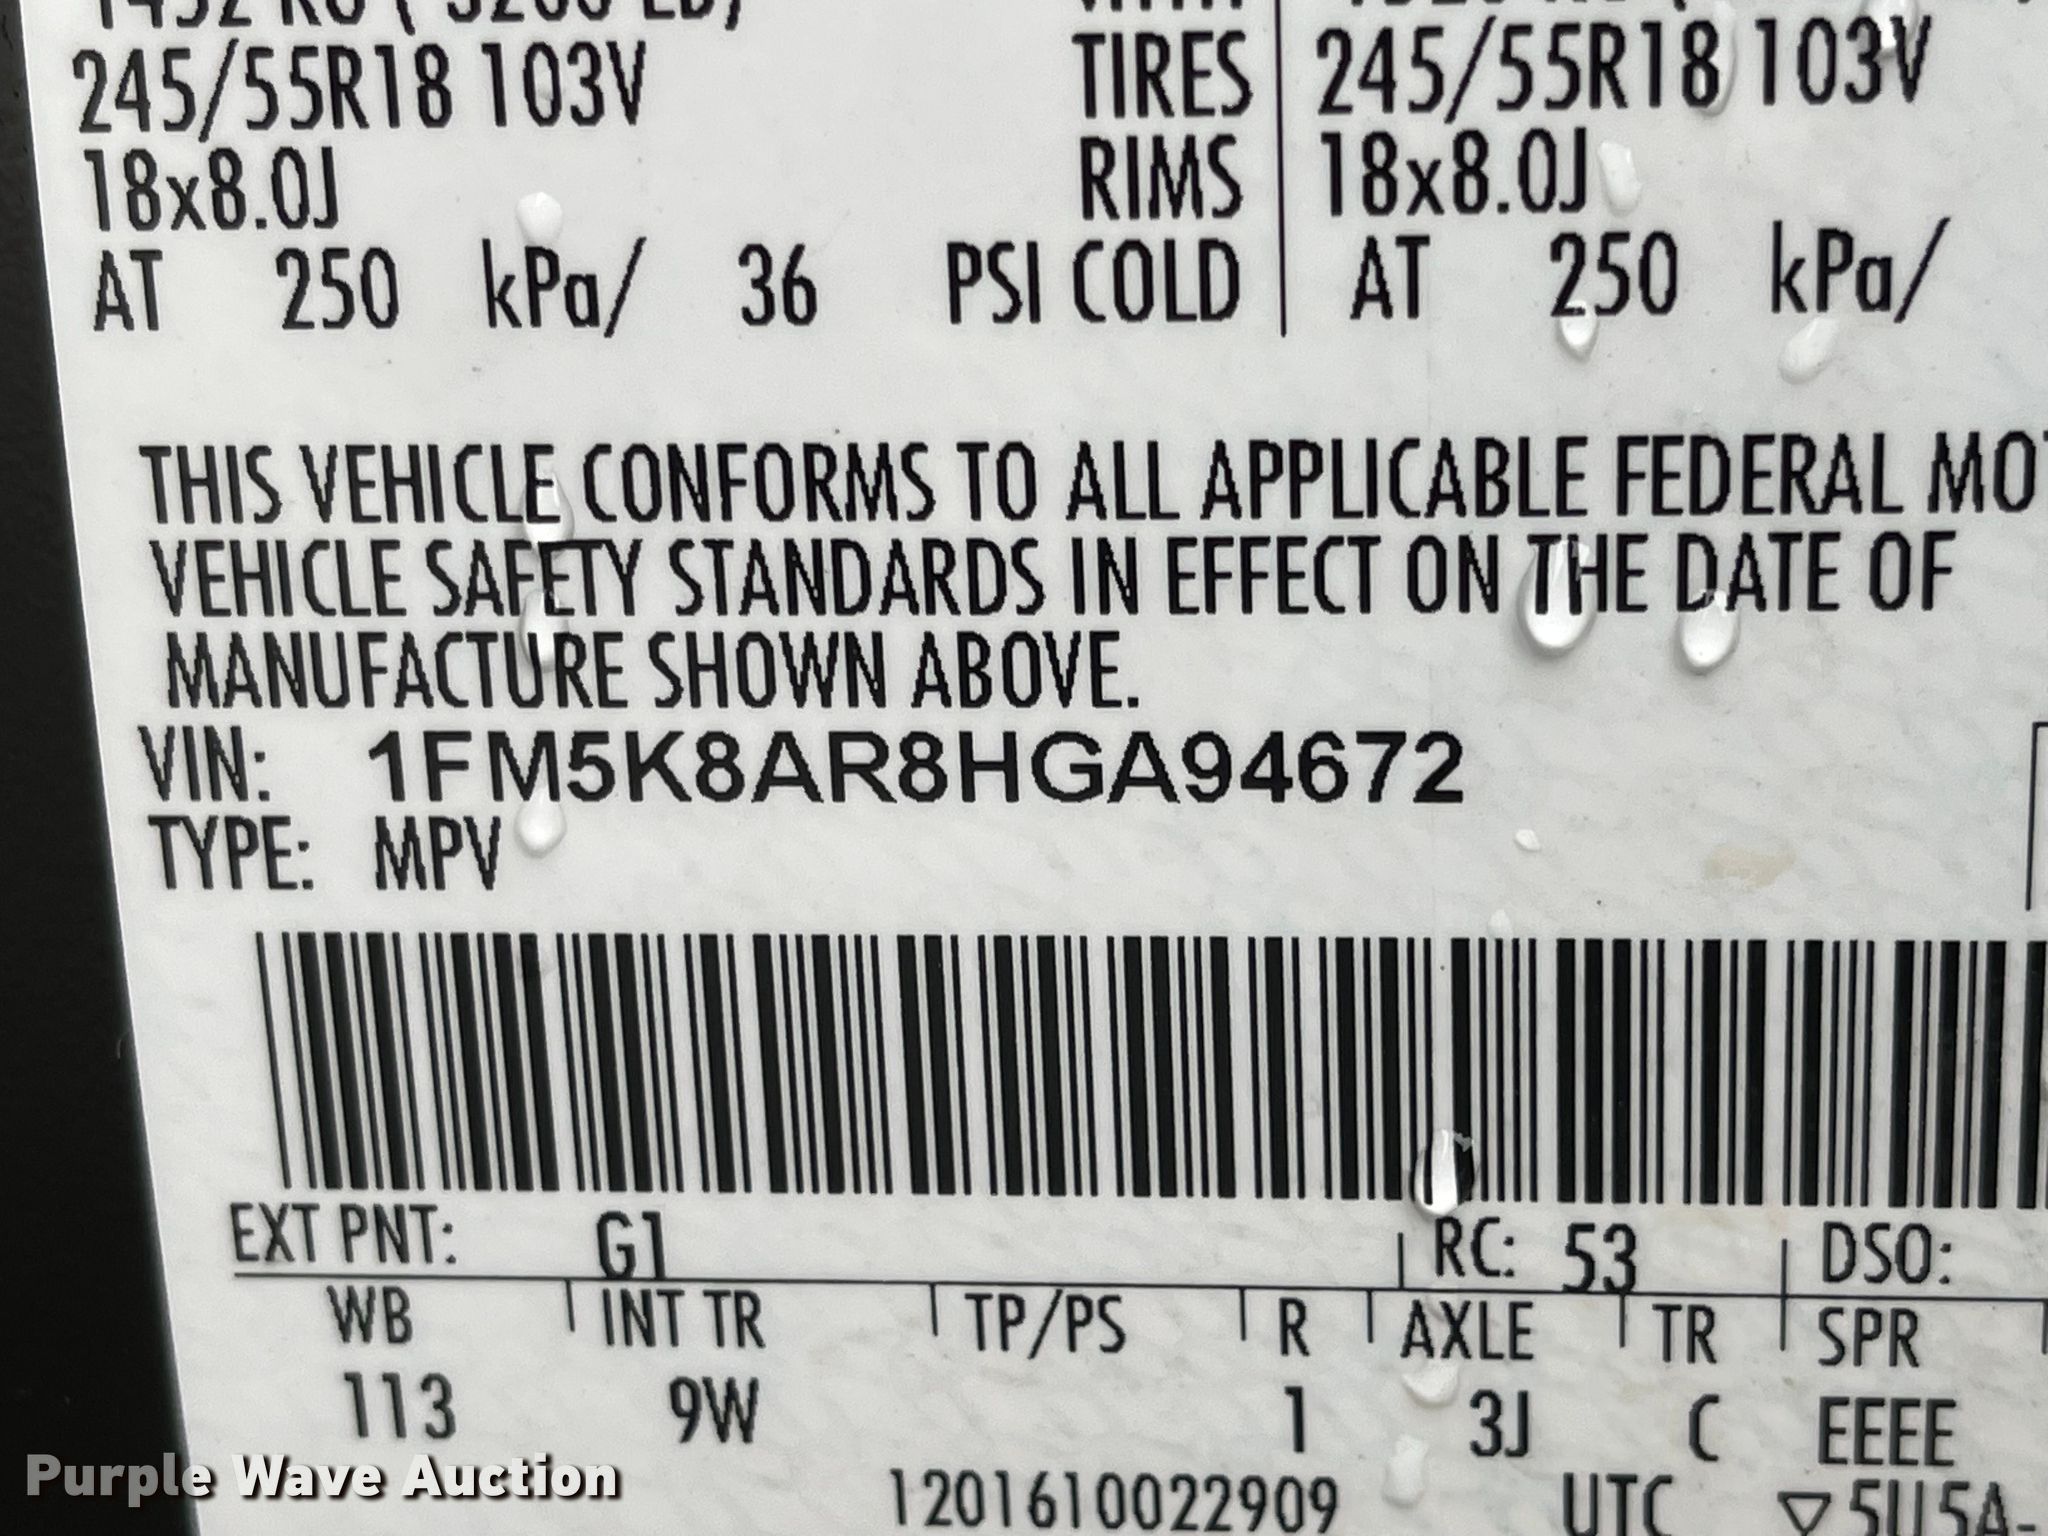 245/55R18 103V TIRES 245/55R18 103V
18x8.0J RIMS 18x8.0J
AT 250 kPa/ 36 PSI COLD AT 250 kPa/
THIS VEHICLE CONFORMS TO ALL APPLICABLE FEDERAL MOT
VEHICLE SAFETY STANDARDS IN EFFECT ON THE DATE OF
MANUFACTURE SHOWN ABOVE.
VIN: 1FM5K8AR8HGA94672
TYPE: MPV
EXT PNT: G1 RC: 53 DSO:
WB INT TR TP/PS R AXLE TR SPR
113 9W 1 3J C EEEE
1201610022909 UTC ▽5U5A-
Purple Wave Auction